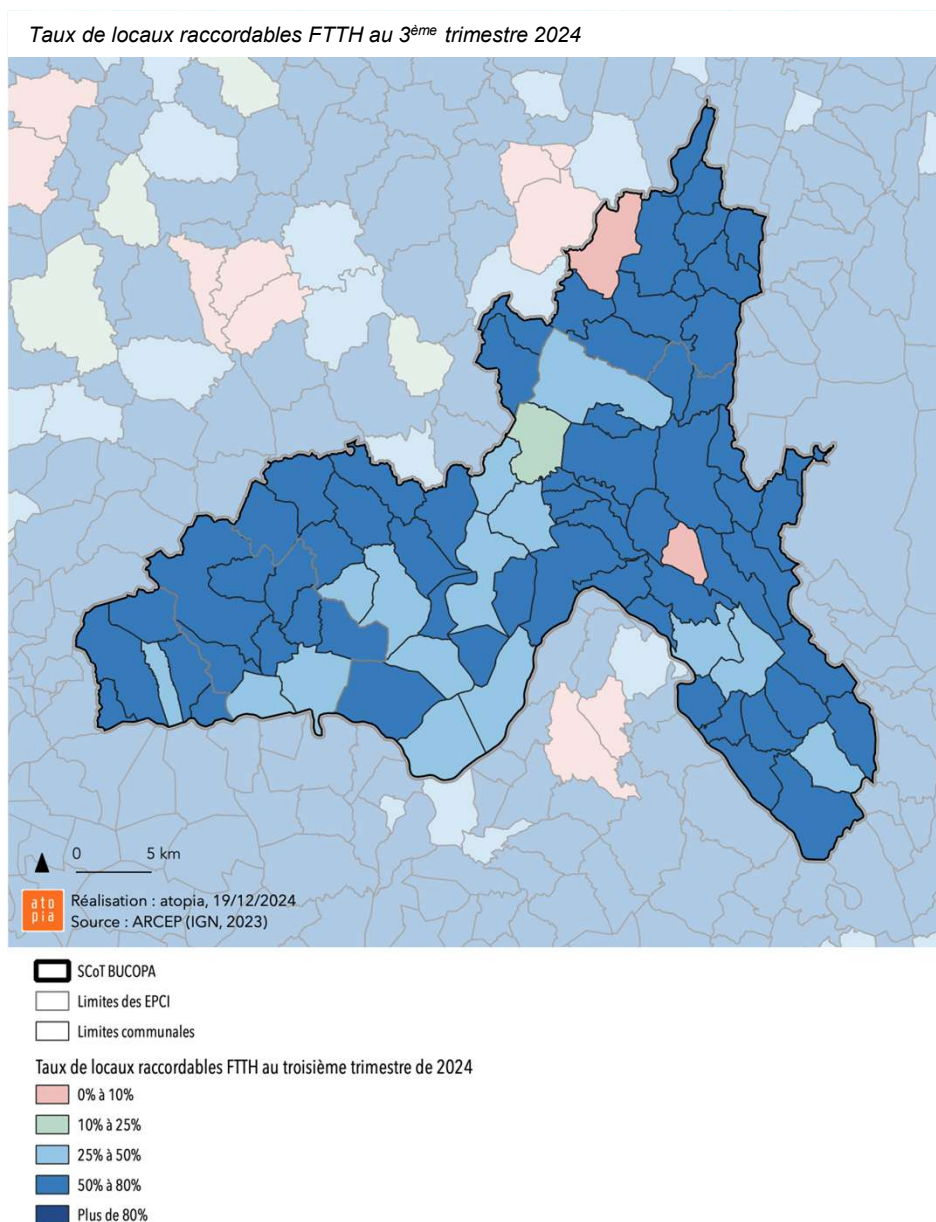 Taux de locaux raccordables FTTH au 3ème trimestre 2024
0 5 km
ato
pia
Réalisation : atopia, 19/12/2024
Source : ARCEP (IGN, 2023)
SCoT BUCOPA
Limites des EPCI
Limites communales
Taux de locaux raccordables FTTH au troisième trimestre de 2024
0% à 10%
10% à 25%
25% à 50%
50% à 80%
Plus de 80%